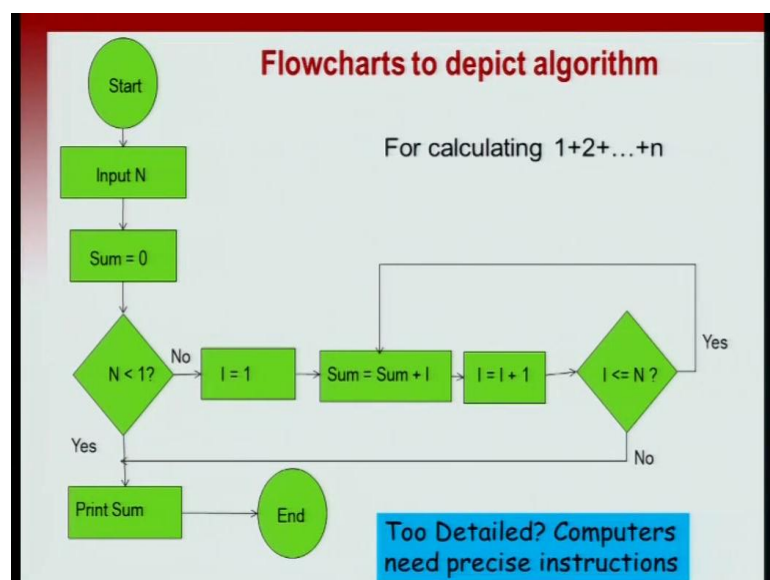 Flowcharts to depict algorithm
For calculating 1+2+...+n
Start
Input N
Sum = 0
N < 1?
No
I = 1
Sum = Sum + I
I = I + 1
I <= N ?
Yes
Yes
No
Print Sum
End
Too Detailed? Computers
need precise instructions